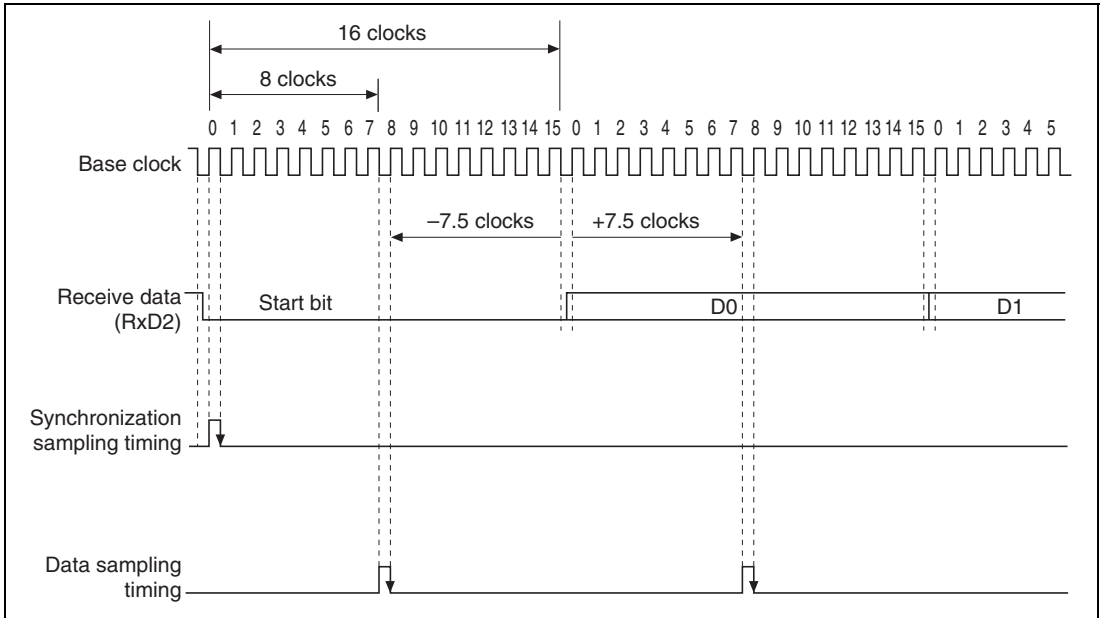 16 clocks
8 clocks
0 1 2 3 4 5 6 7 8 9 10 11 12 13 14 15 0 1 2 3 4 5 6 7 8 9 10 11 12 13 14 15 0 1 2 3 4 5
Base clock
–7.5 clocks +7.5 clocks
Receive data
(RxD2)
Start bit D0 D1
Synchronization
sampling timing
Data sampling
timing